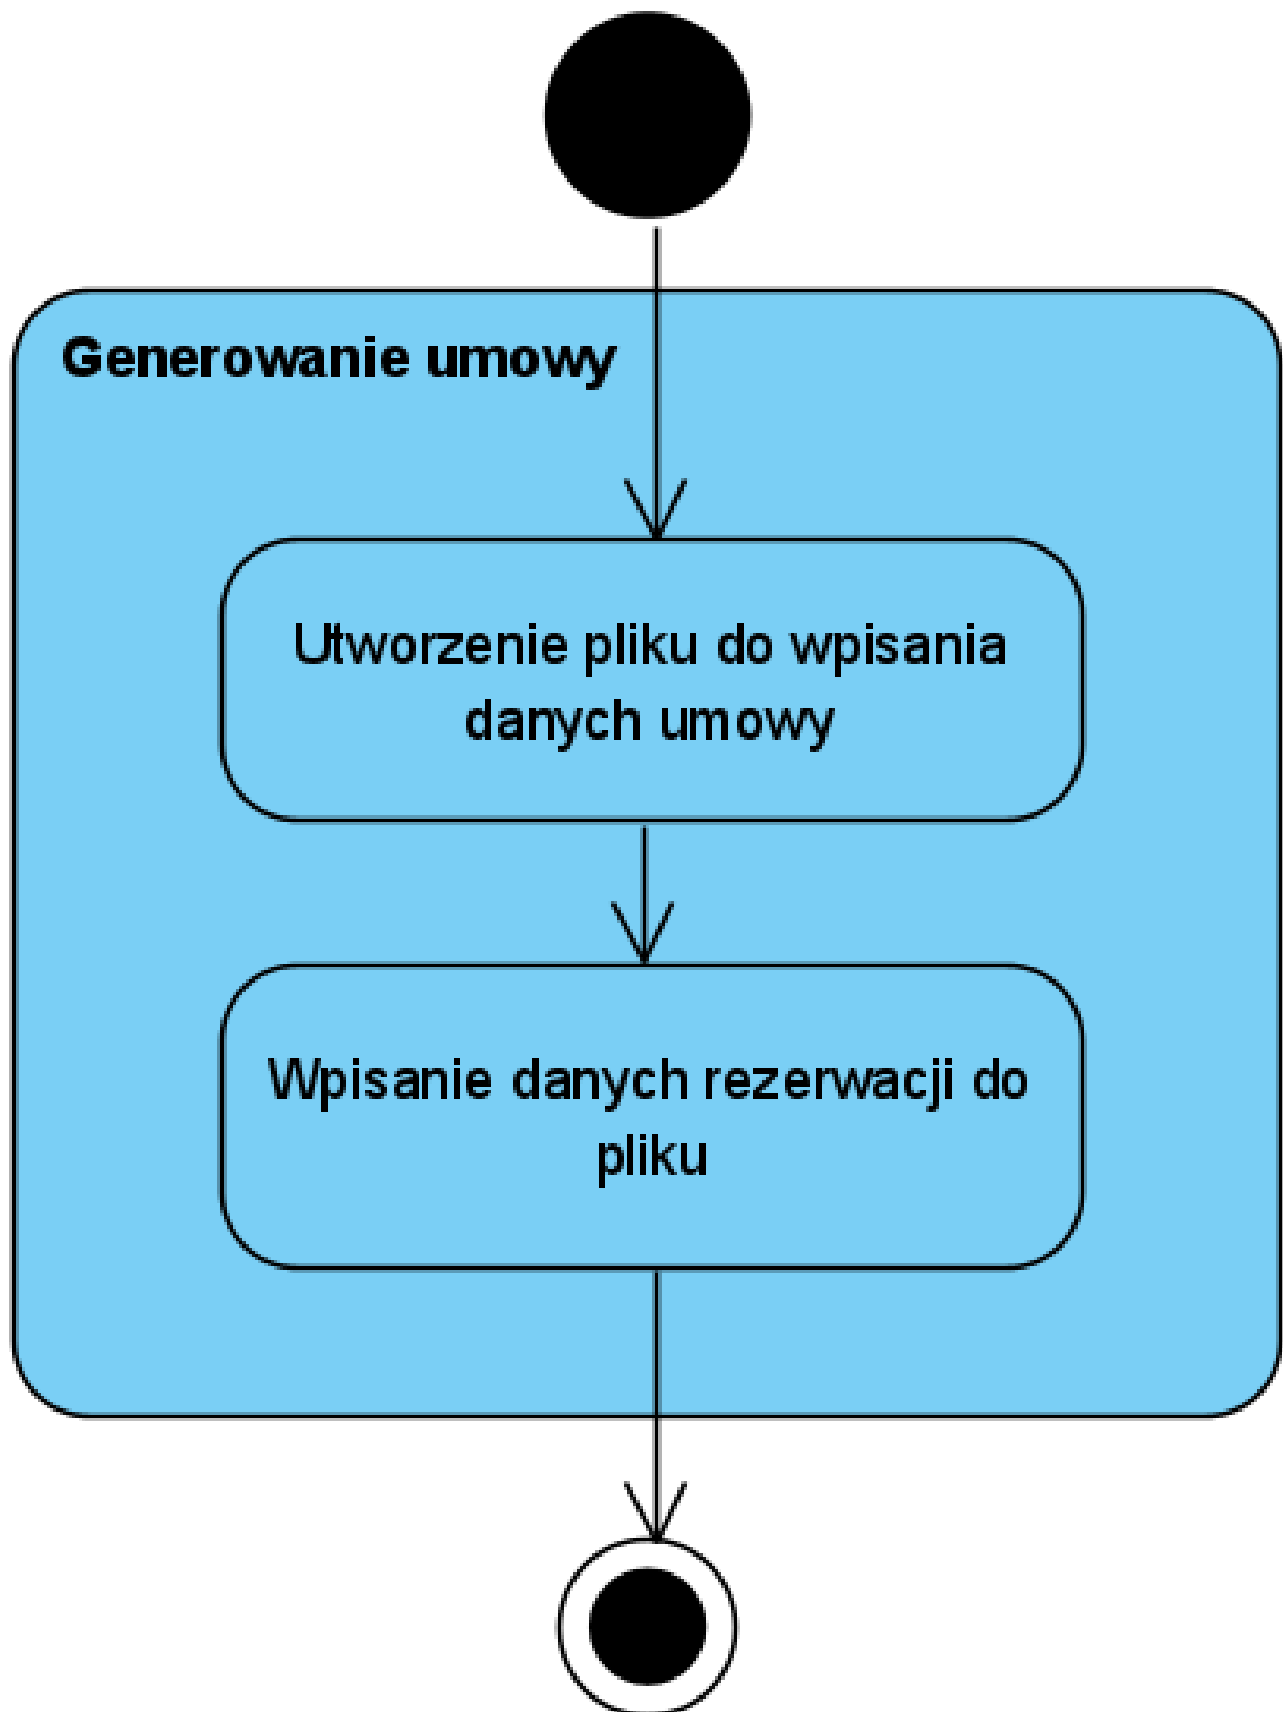 Generowanie umowy
Utworzenie pliku do wpisania
danych umowy
Wpisanie danych rezerwacji do
pliku